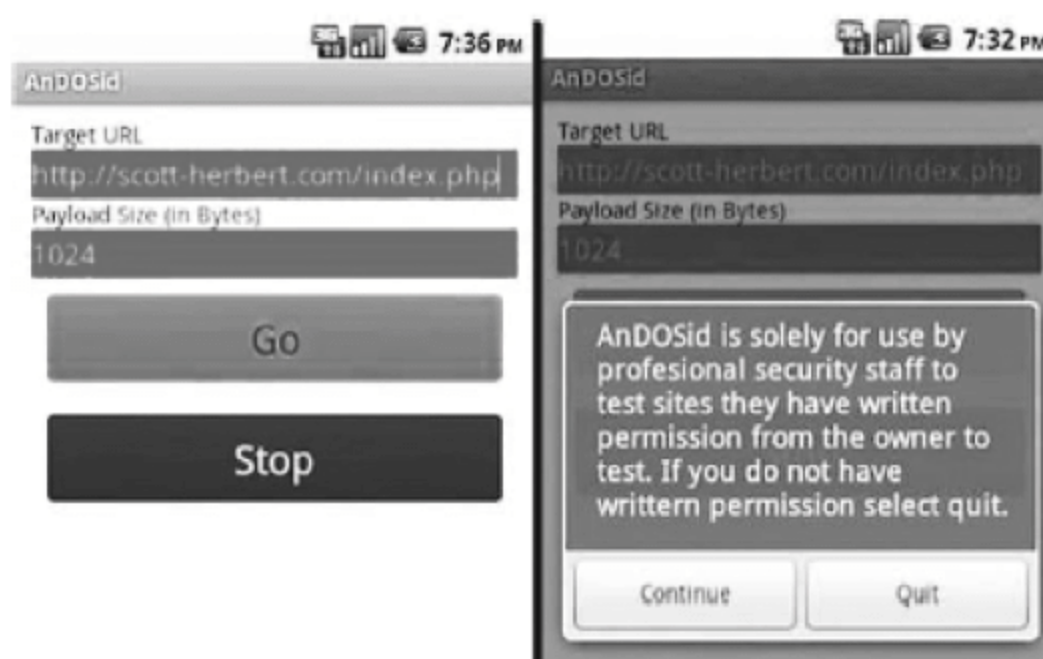 7:36 PM
AnDOSid
Target URL
http://scott-herbert.com/index.php
Payload Size (in Bytes)
1024
Go
Stop
7:32 PM
AnDOSid
Target URL
http://scott-herbert.com/index.php
Payload Size (in Bytes)
1024
AnDOSid is solely for use by
profesional security staff to
test sites they have written
permission from the owner to
test. If you do not have
writtern permission select quit.
Continue
Quit